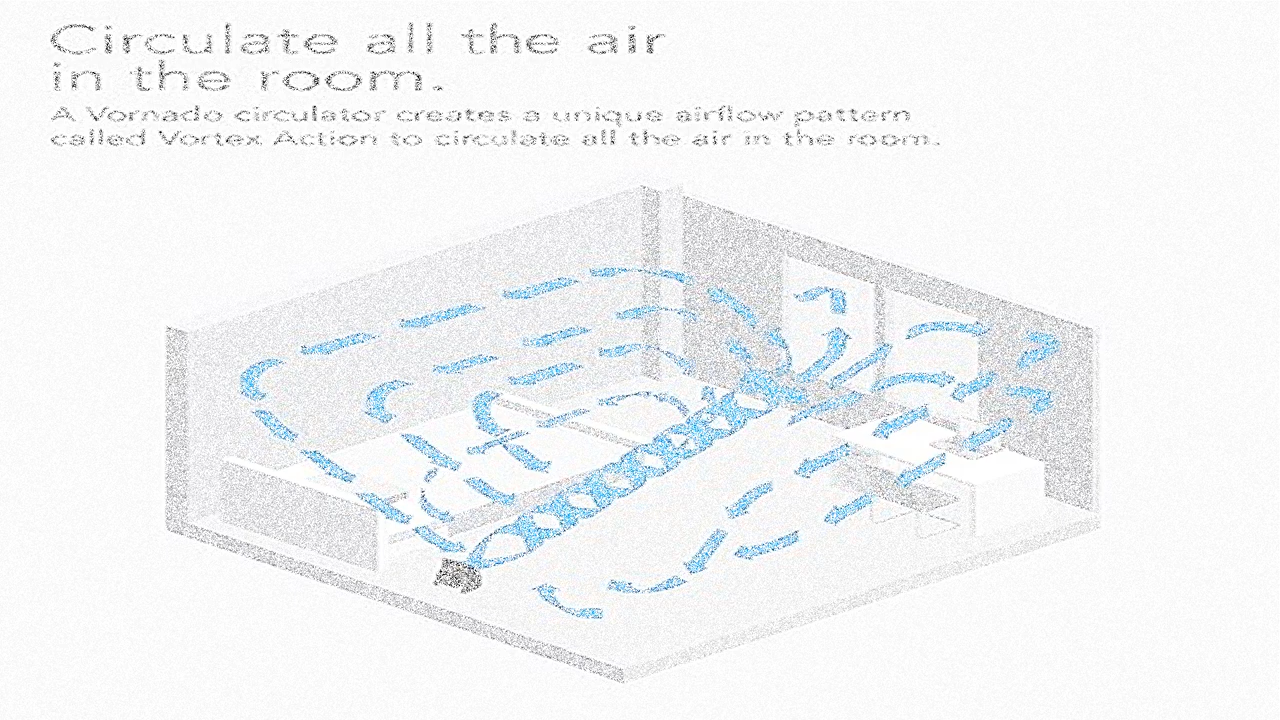 Circulate all the air
in the room.
A Vornado circulator creates a unique airflow pattern
called Vortex Action to circulate all the air in the room.